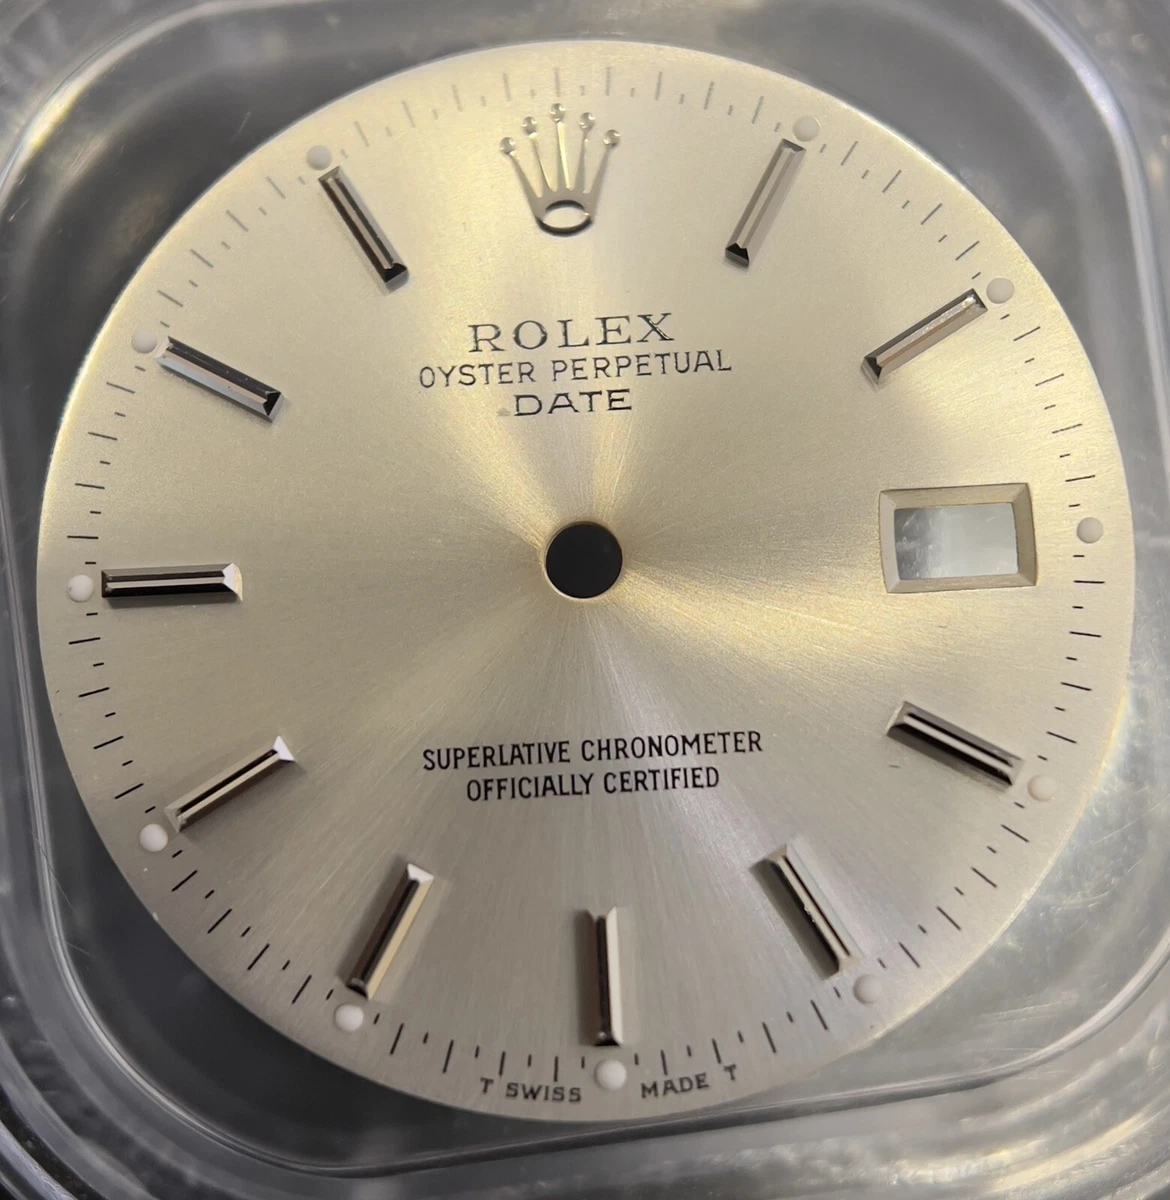 ROLEX
OYSTER PERPETUAL
DATE
SUPERLATIVE CHRONOMETER
OFFICIALLY CERTIFIED
T SWISS MADE T